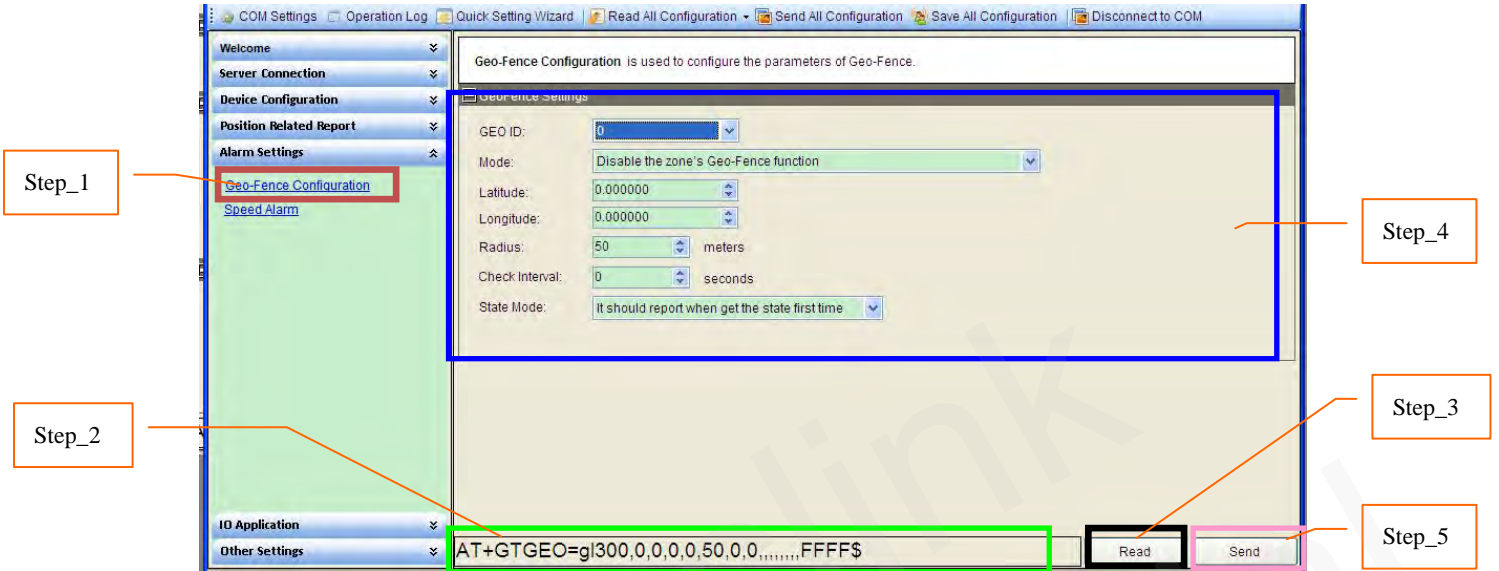 COM Settings Operation Log Quick Setting Wizard Read All Configuration Send All Configuration Save All Configuration Disconnect to COM
Welcome
Server Connection
Device Configuration
Position Related Report
Alarm Settings
Geo-Fence Configuration
Speed Alarm
IO Application
Other Settings
Geo-Fence Configuration is used to configure the parameters of Geo-Fence.
GeoFence Settings
GEO ID: 0
Mode: Disable the zone's Geo-Fence function
Latitude: 0.000000
Longitude: 0.000000
Radius: 50 meters
Check Interval: 0 seconds
State Mode: It should report when get the state first time
AT+GTGEO=gl300,0,0,0,0,50,0,0,,,,,,,,FFFF$
Read
Send
Step_1
Step_2
Step_3
Step_4
Step_5
link